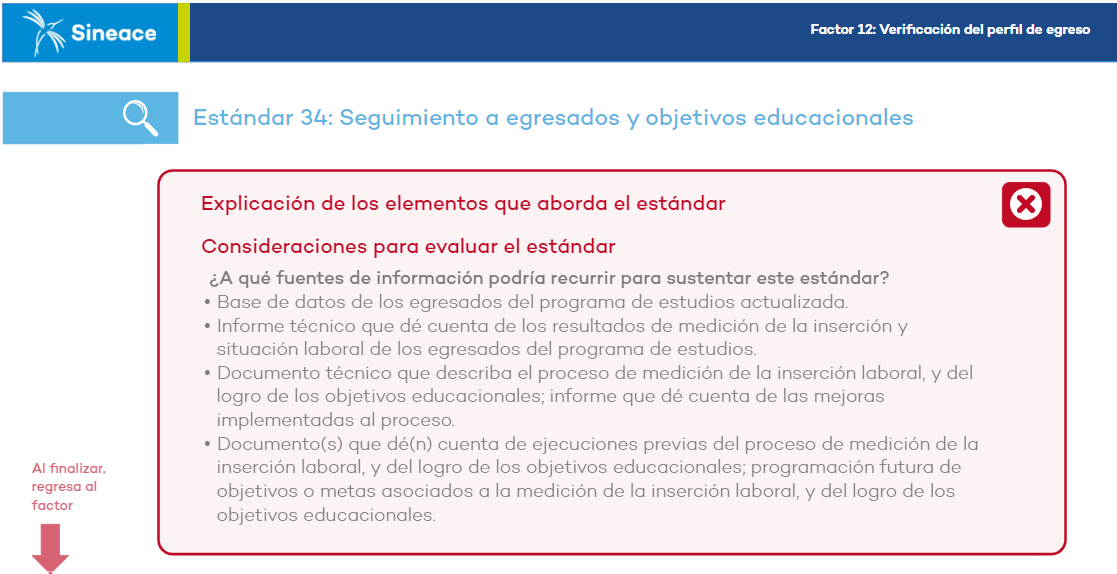 Sineace
Factor 12: Verificación del perfil de egreso
Estándar 34: Seguimiento a egresados y objetivos educacionales
Explicación de los elementos que aborda el estándar
Consideraciones para evaluar el estándar
¿A qué fuentes de información podría recurrir para sustentar este estándar?
• Base de datos de los egresados del programa de estudios actualizada.
• Informe técnico que dé cuenta de los resultados de medición de la inserción y
situación laboral de los egresados del programa de estudios.
• Documento técnico que describa el proceso de medición de la inserción laboral, y del
logro de los objetivos educacionales; informe que dé cuenta de las mejoras
implementadas al proceso.
• Documento(s) que dé(n) cuenta de ejecuciones previas del proceso de medición de la
inserción laboral, y del logro de los objetivos educacionales; programación futura de
objetivos o metas asociados a la medición de la inserción laboral, y del logro de los
objetivos educacionales.
Al finalizar,
regresa al
factor